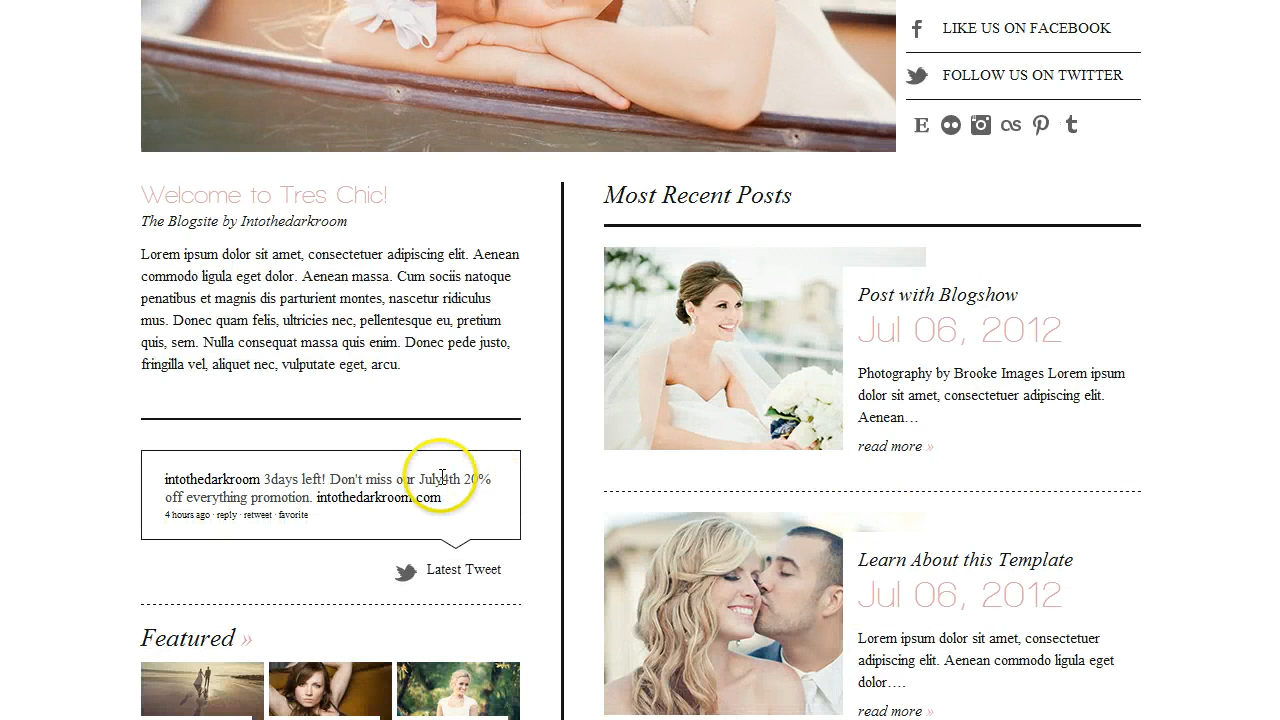 LIKE US ON FACEBOOK
FOLLOW US ON TWITTER
Welcome to Tres Chic!
The Blogsite by Intothedarkroom
Lorem ipsum dolor sit amet, consectetuer adipiscing elit. Aenean
commodo ligula eget dolor. Aenean massa. Cum sociis natoque
penatibus et magnis dis parturient montes, nascetur ridiculus
mus. Donec quam felis, ultricies nec, pellentesque eu, pretium
quis, sem. Nulla consequat massa quis enim. Donec pede justo,
fringilla vel, aliquet nec, vulputate eget, arcu.
intothedarkroom 3days left! Don't miss our July4th 20%
off everything promotion. intothedarkroom.com
4 hours ago · reply · retweet · favorite
Latest Tweet
Featured »
Most Recent Posts
Post with Blogshow
Jul 06, 2012
Photography by Brooke Images Lorem ipsum
dolor sit amet, consectetuer adipiscing elit.
Aenean…
read more »
Learn About this Template
Jul 06, 2012
Lorem ipsum dolor sit amet, consectetuer
adipiscing elit. Aenean commodo ligula eget
dolor….
read more »